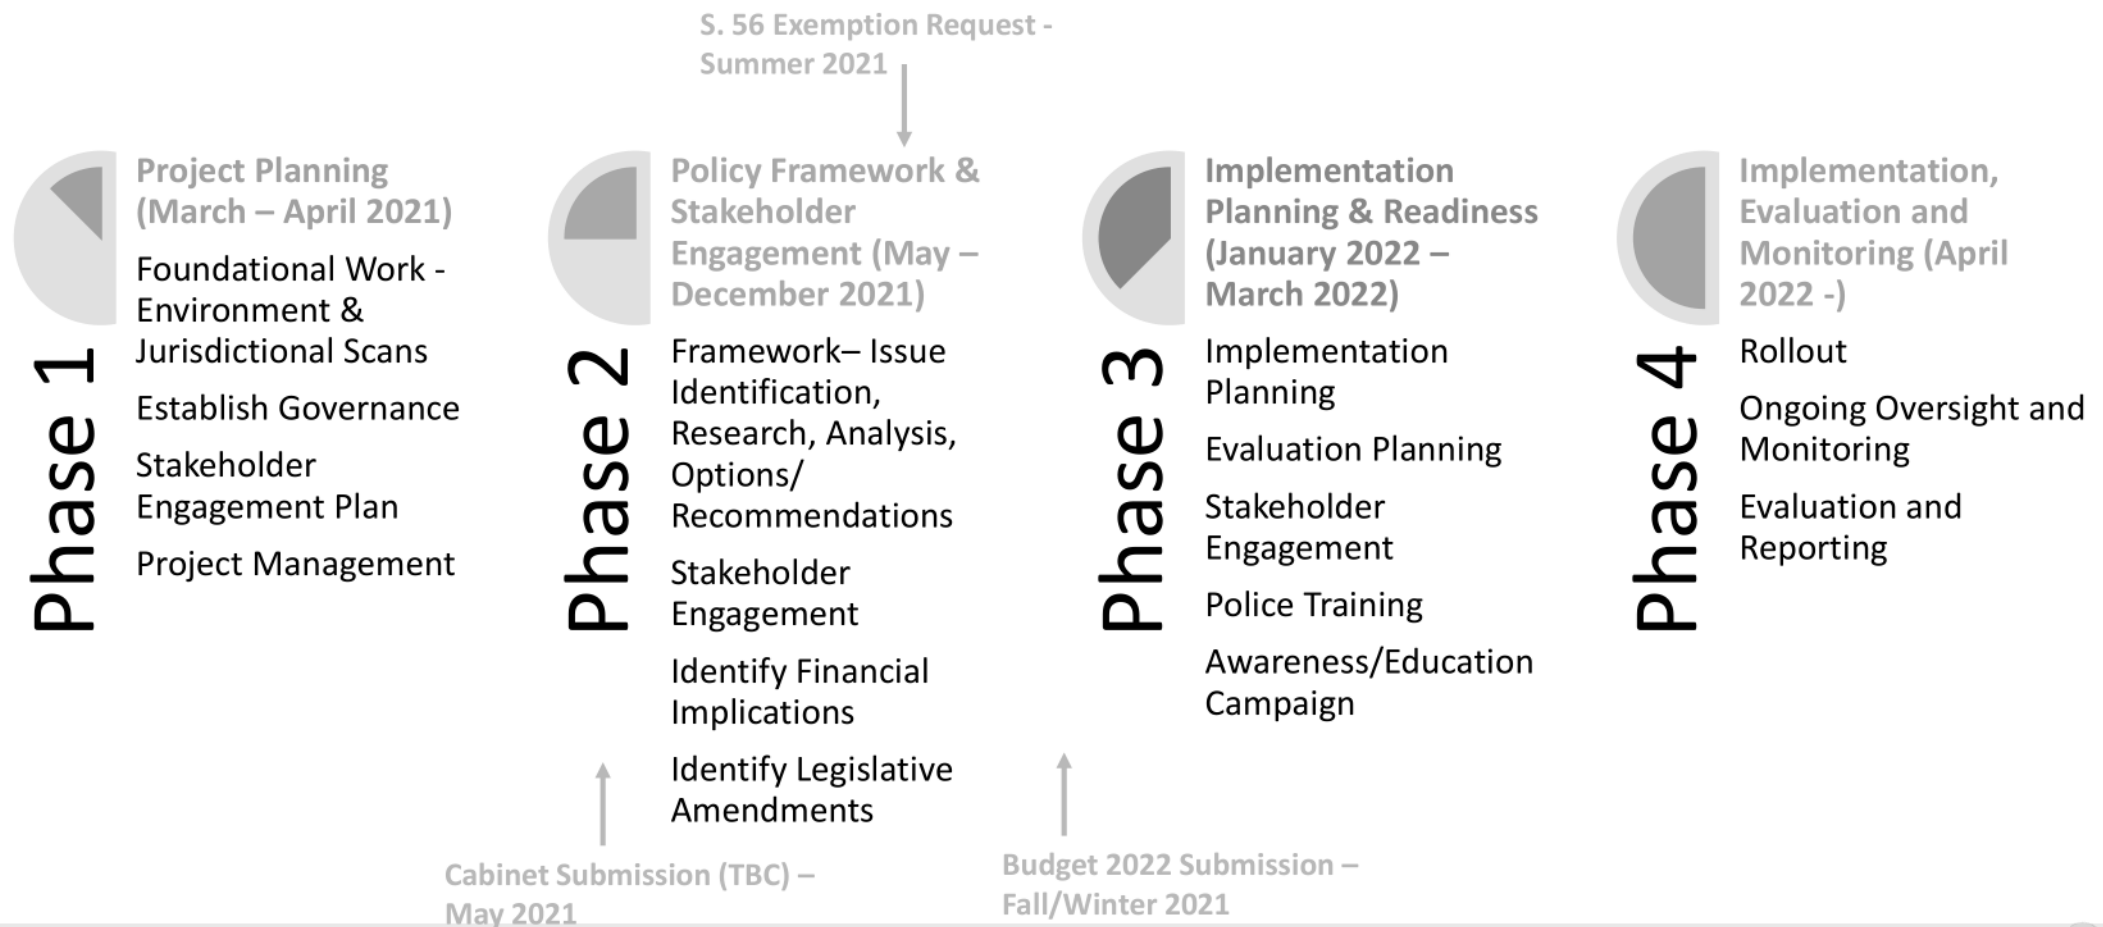 S. 56 Exemption Request -
Summer 2021
Phase 1
Project Planning
(March – April 2021)
Foundational Work -
Environment &
Jurisdictional Scans
Establish Governance
Stakeholder
Engagement Plan
Project Management
Phase 2
Policy Framework &
Stakeholder
Engagement (May –
December 2021)
Framework– Issue
Identification,
Research, Analysis,
Options/
Recommendations
Stakeholder
Engagement
Identify Financial
Implications
Identify Legislative
Amendments
Phase 3
Implementation
Planning & Readiness
(January 2022 –
March 2022)
Implementation
Planning
Evaluation Planning
Stakeholder
Engagement
Police Training
Awareness/Education
Campaign
Phase 4
Implementation,
Evaluation and
Monitoring (April
2022 -)
Rollout
Ongoing Oversight and
Monitoring
Evaluation and
Reporting
Cabinet Submission (TBC) –
May 2021
Budget 2022 Submission –
Fall/Winter 2021